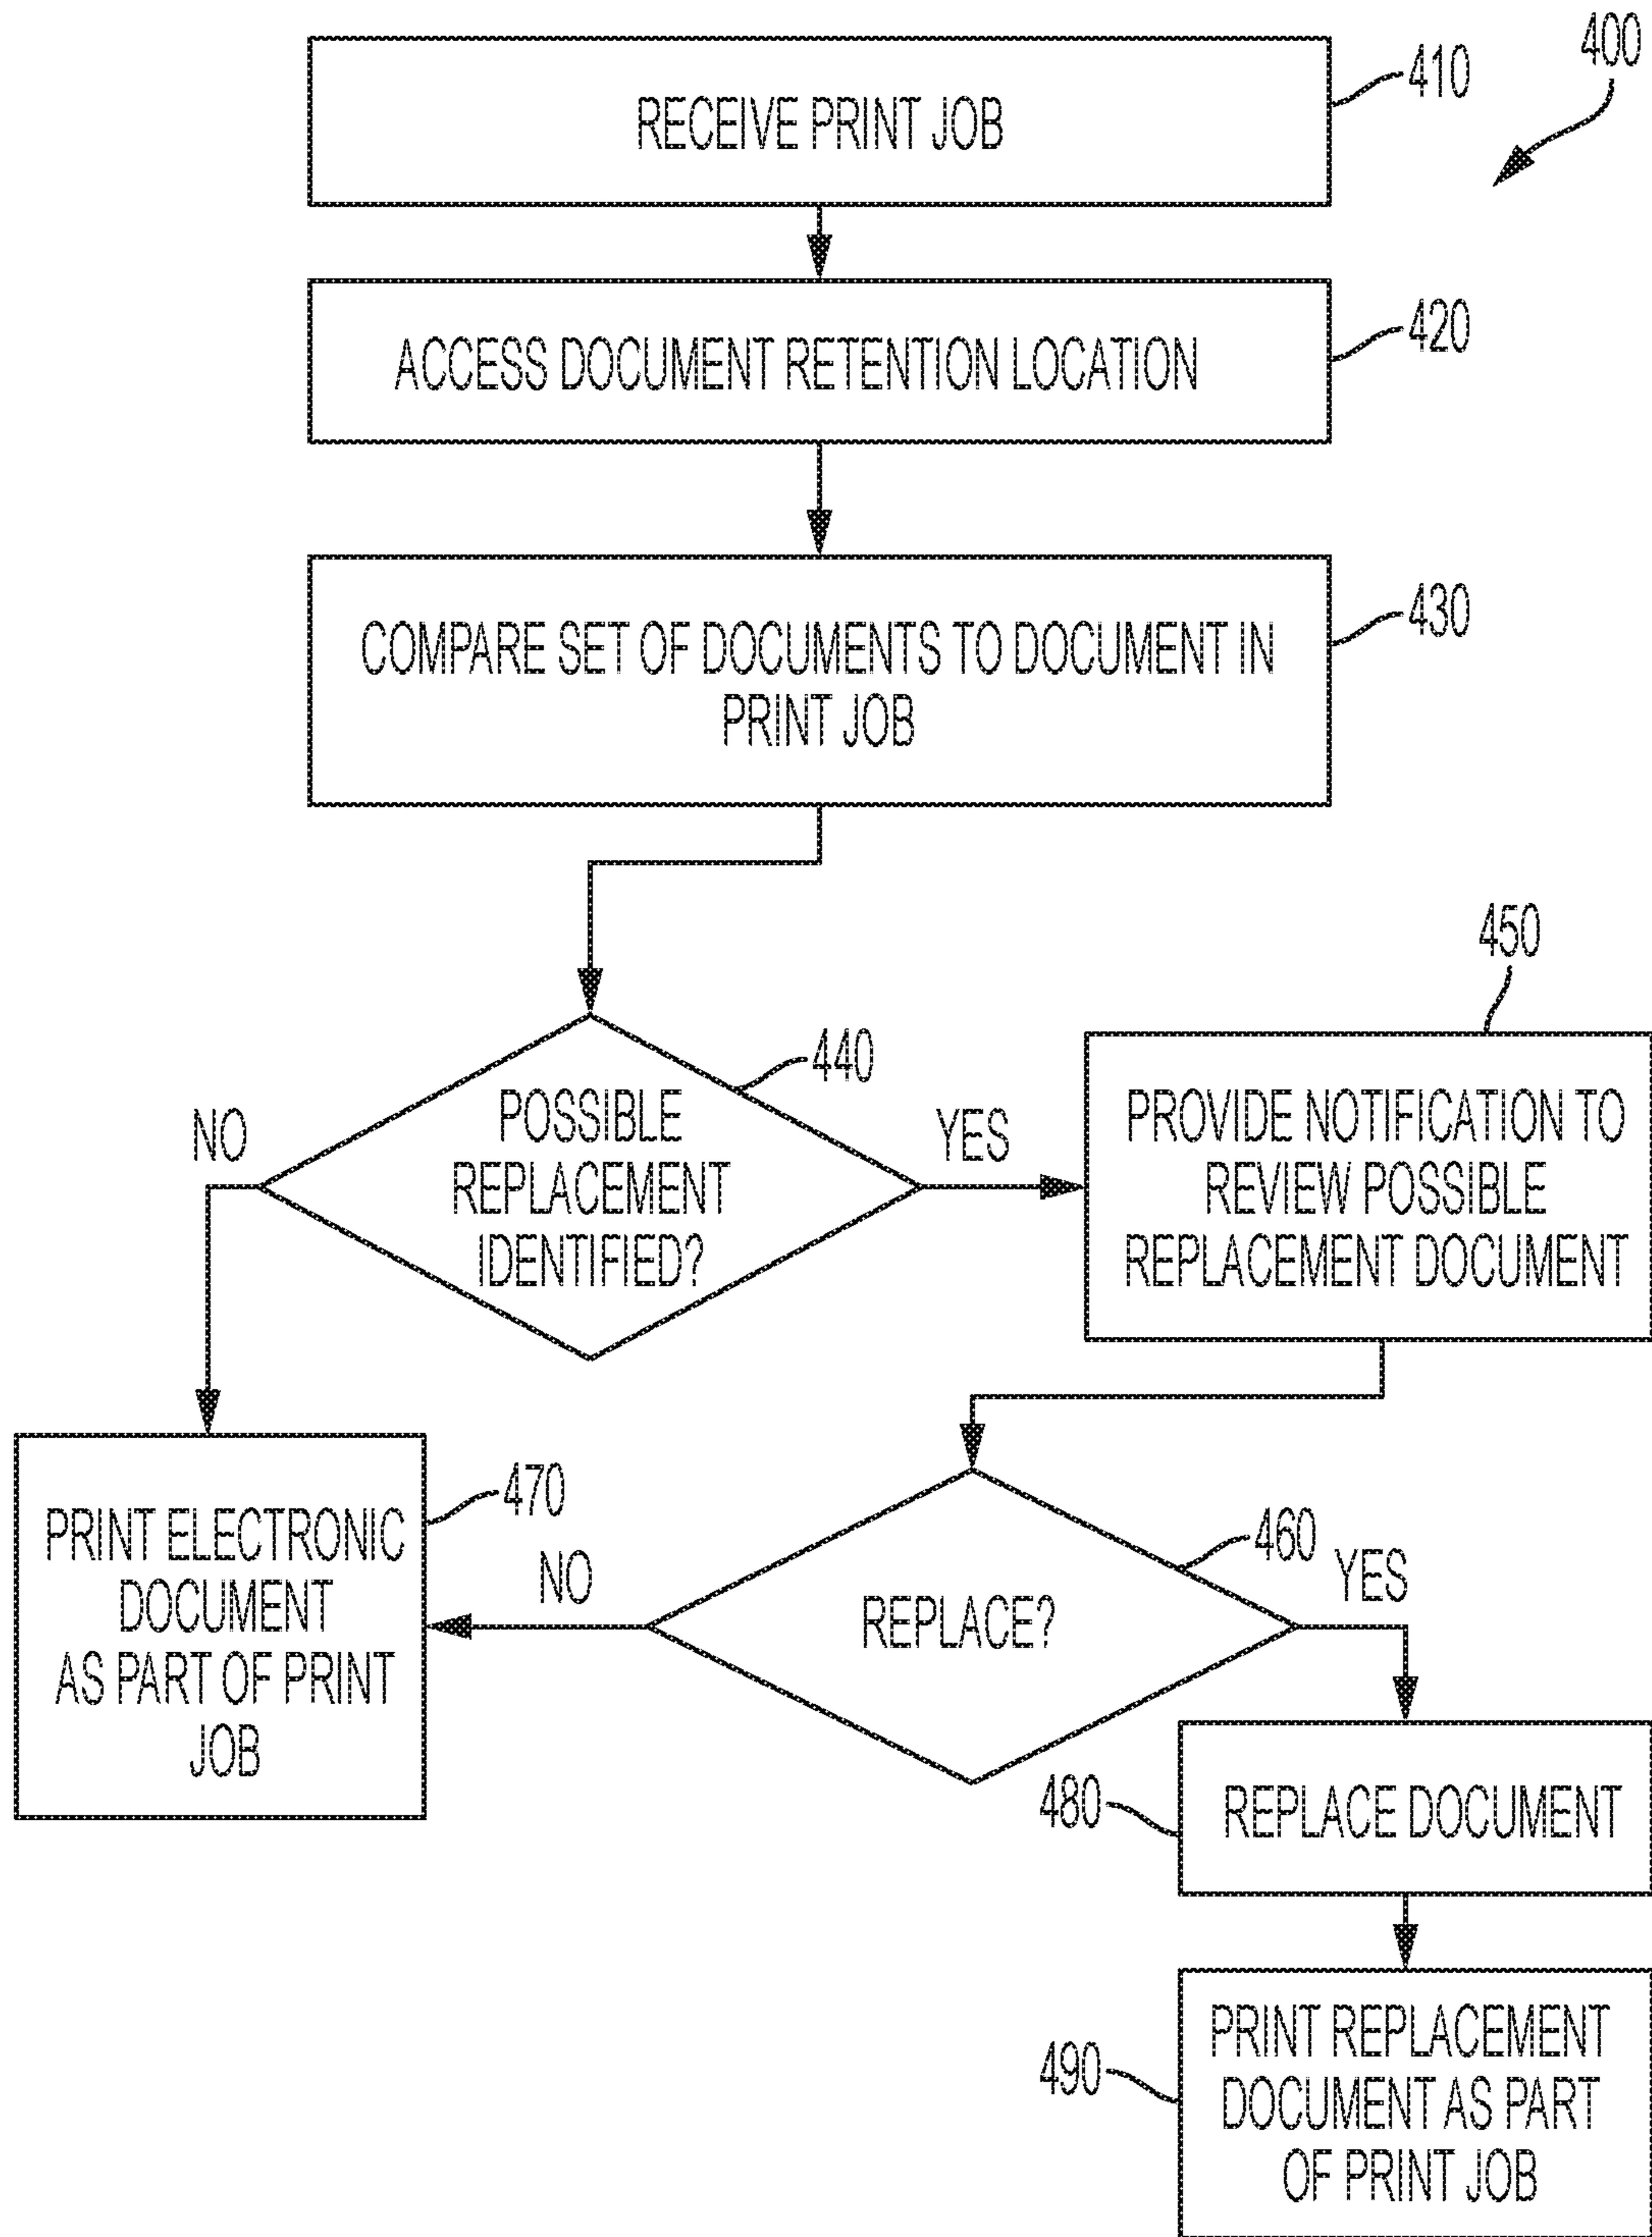 400
410
RECEIVE PRINT JOB
420
ACCESS DOCUMENT RETENTION LOCATION
430
COMPARE SET OF DOCUMENTS TO DOCUMENT IN
PRINT JOB
440
POSSIBLE
REPLACEMENT
IDENTIFIED?
NO
YES
450
PROVIDE NOTIFICATION TO
REVIEW POSSIBLE
REPLACEMENT DOCUMENT
470
PRINT ELECTRONIC
DOCUMENT
AS PART OF PRINT
JOB
NO
460
REPLACE?
YES
480
REPLACE DOCUMENT
490
PRINT REPLACEMENT
DOCUMENT AS PART
OF PRINT JOB